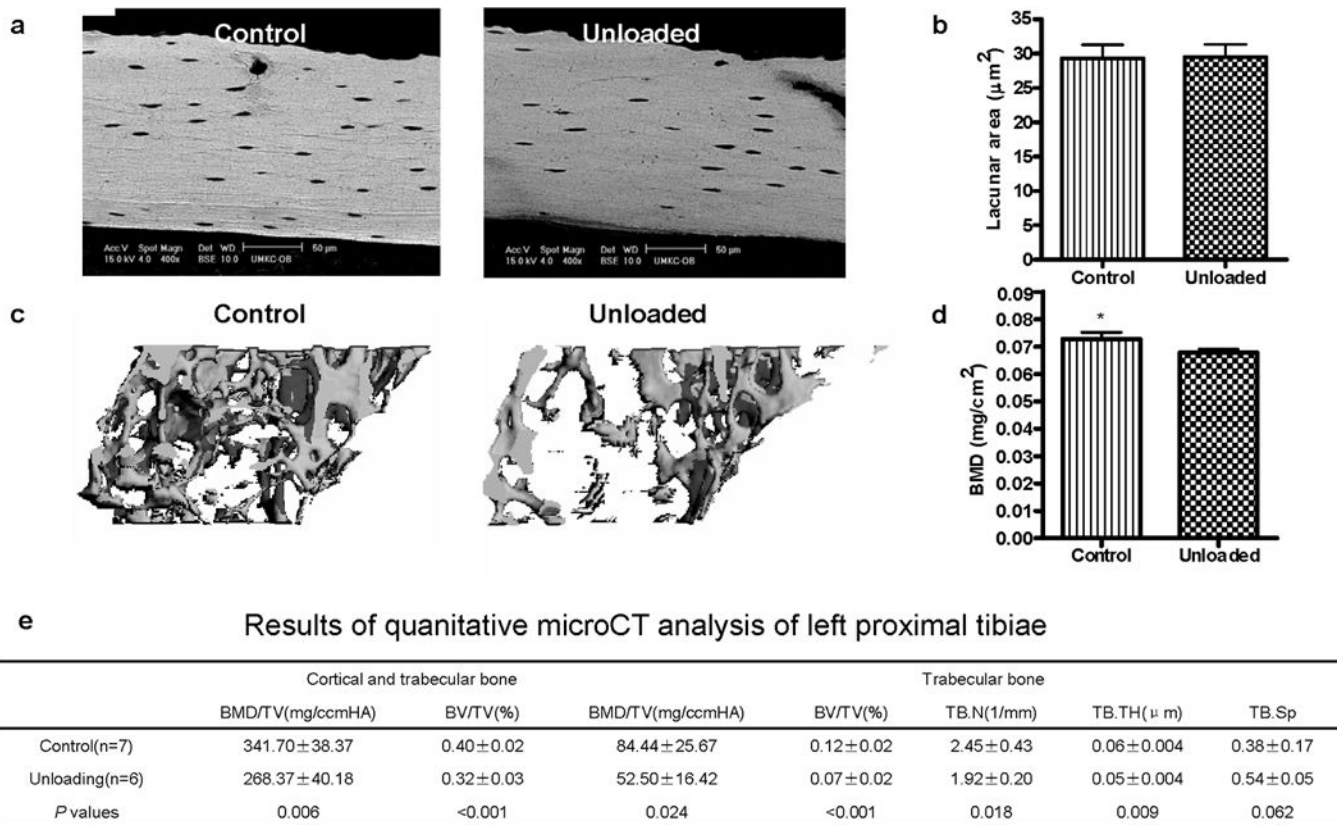 a
Control
Unloaded
Acc.V Spot Magn Det WD 50 μm
15.0 kV 4.0 400x BSE 10.0 UMKC-OB
Acc.V Spot Magn Det WD 50 μm
15.0 kV 4.0 400x BSE 10.0 UMKC-OB
b
Lacunar area (μm²)
35
30
25
20
15
10
5
0
Control Unloaded
c
Control
Unloaded
d
BMD (mg/cm²)
0.09
0.08
0.07
0.06
0.05
0.04
0.03
0.02
0.01
0.00
*
Control Unloaded
e
Results of quantitative microCT analysis of left proximal tibiae
Cortical and trabecular bone Trabecular bone
BMD/TV(mg/ccmHA) BV/TV(%) BMD/TV(mg/ccmHA) BV/TV(%) TB.N(1/mm) TB.TH(μm) TB.Sp
Control(n=7) 341.70±38.37 0.40±0.02 84.44±25.67 0.12±0.02 2.45±0.43 0.06±0.004 0.38±0.17
Unloading(n=6) 268.37±40.18 0.32±0.03 52.50±16.42 0.07±0.02 1.92±0.20 0.05±0.004 0.54±0.05
P values 0.006 <0.001 0.024 <0.001 0.018 0.009 0.062